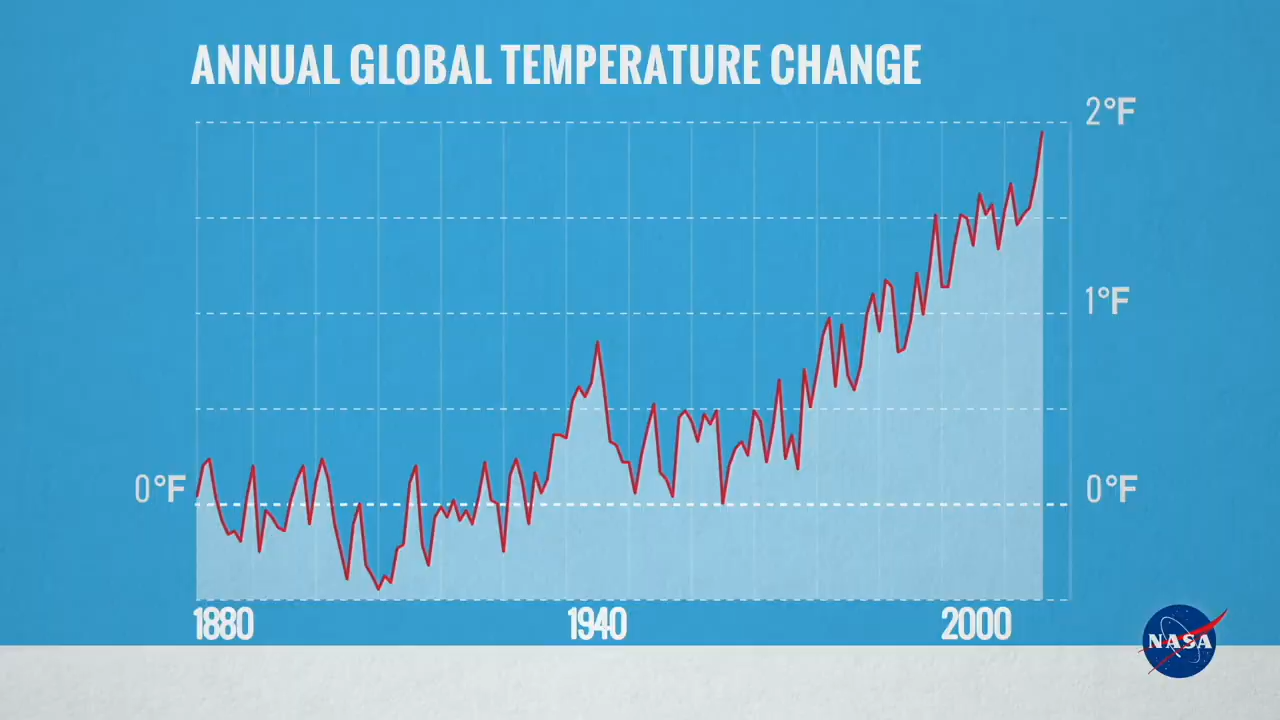 ANNUAL GLOBAL TEMPERATURE CHANGE
2°F
1°F
0°F
0°F
1880
1940
2000
NASA